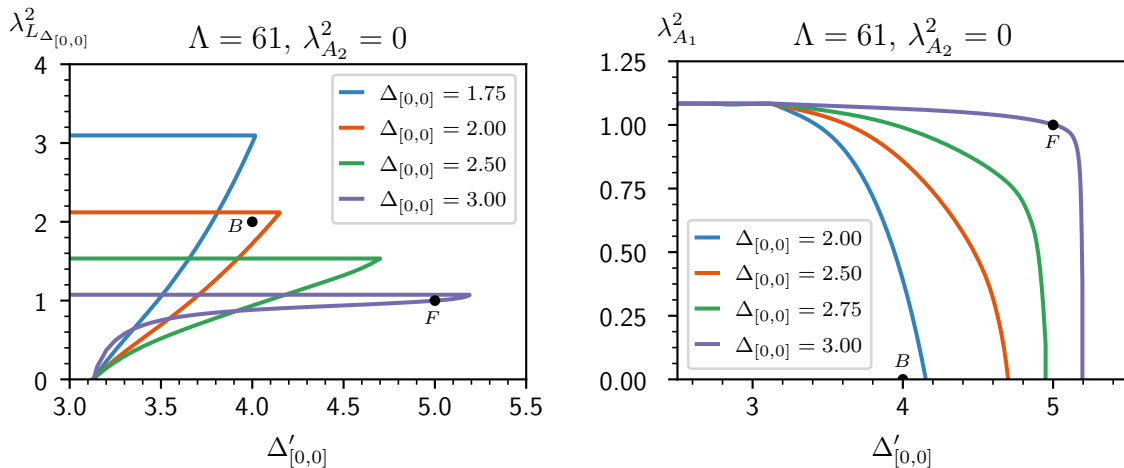 λ²_{L_{Δ[0,0]}}
Λ = 61, λ²_{A₂} = 0
4
3
2
1
0
3.0 3.5 4.0 4.5 5.0 5.5
Δ′_{[0,0]}
Δ_{[0,0]} = 1.75
Δ_{[0,0]} = 2.00
Δ_{[0,0]} = 2.50
Δ_{[0,0]} = 3.00
B
F
λ²_{A₁}
Λ = 61, λ²_{A₂} = 0
1.25
1.00
0.75
0.50
0.25
0.00
3 4 5
Δ′_{[0,0]}
F
Δ_{[0,0]} = 2.00
Δ_{[0,0]} = 2.50
Δ_{[0,0]} = 2.75
Δ_{[0,0]} = 3.00
B